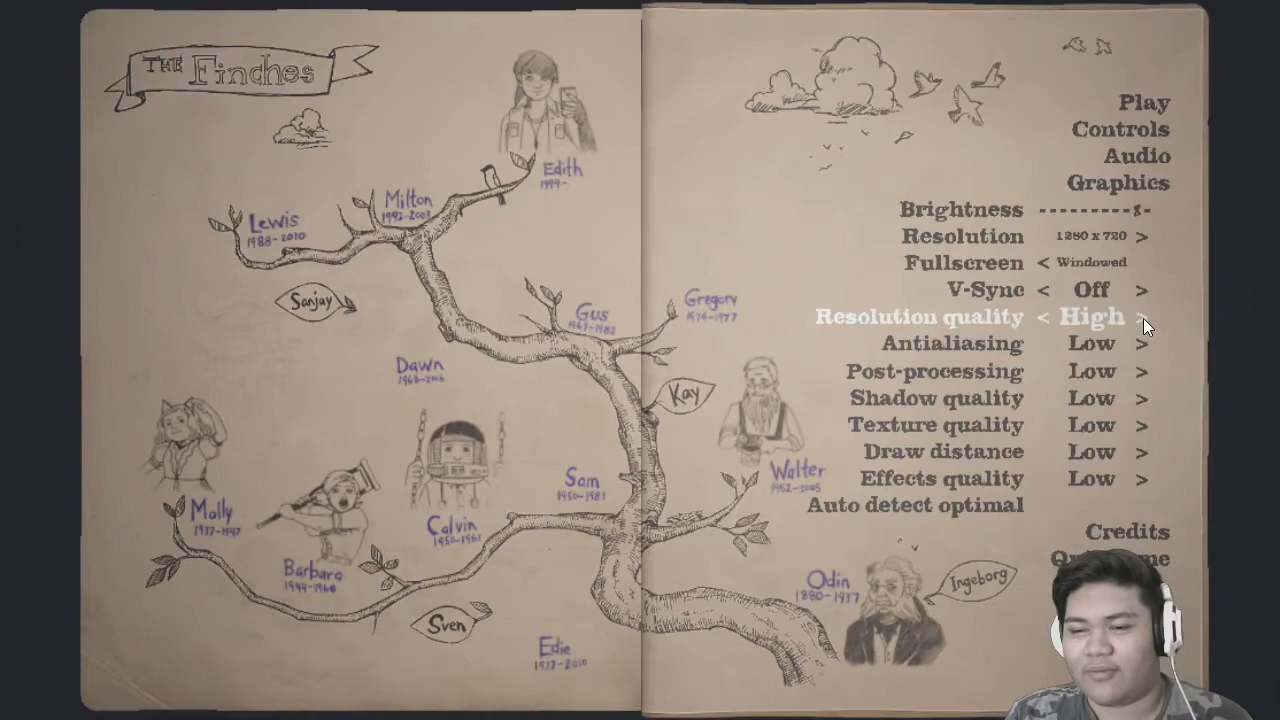 THE Finches
Edith
1999-
Milton
1992-2003
Lewis
1988-2010
Sanjay
Gus
1969-1982
Gregory
1976-1977
Dawn
1968-2016
Kay
Walter
1952-2005
Sam
1950-1983
Calvin
1950-1961
Molly
1937-1947
Barbara
1944-1960
Sven
Edie
1917-2010
Odin
1880-1937
Ingeborg
Play
Controls
Audio
Graphics
Brightness
Resolution 1280 x 720 >
Fullscreen < Windowed
V-Sync < Off >
Resolution quality < High >
Antialiasing Low >
Post-processing Low >
Shadow quality Low >
Texture quality Low >
Draw distance Low >
Effects quality Low >
Auto detect optimal
Credits